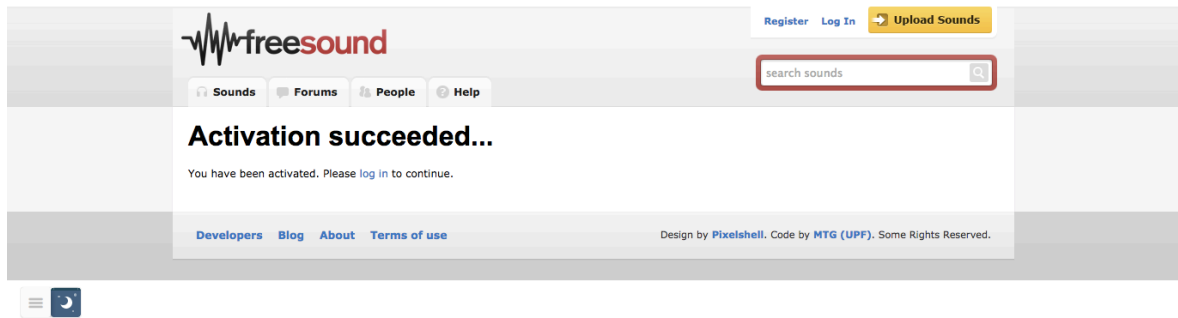 freesound
Register Log In Upload Sounds
search sounds
Sounds Forums People Help
Activation succeeded...
You have been activated. Please log in to continue.
Developers Blog About Terms of use
Design by Pixelshell. Code by MTG (UPF). Some Rights Reserved.